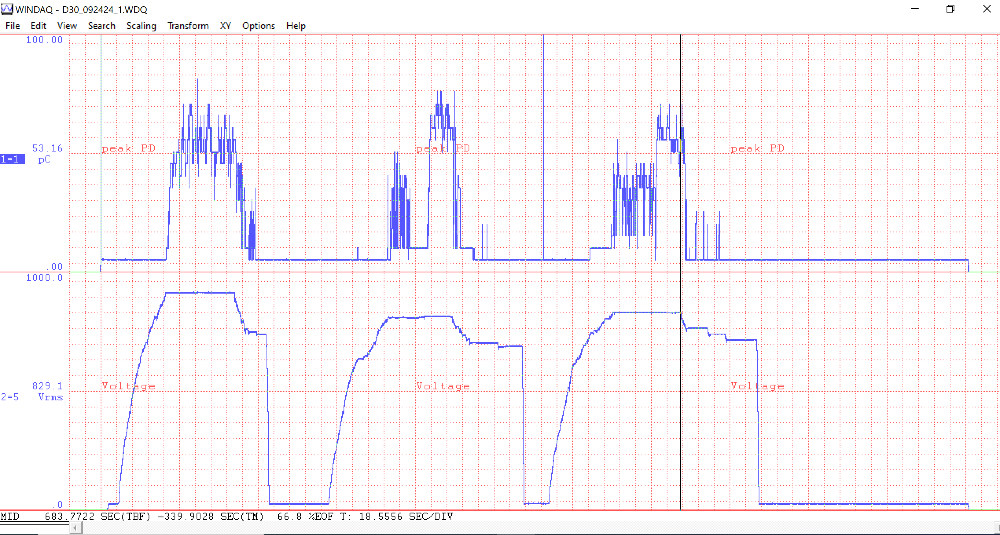 WINDAQ - D30_092424_1.WDQ
File Edit View Search Scaling Transform XY Options Help
100.00
53.16 peak PD peak PD peak PD
1=1 pC
.00
1000.0
829.1 Voltage Voltage Voltage
2=5 Vrms
.0
MID 683.7722 SEC(TBF) -339.9028 SEC(TM) 66.8 %EOF T: 18.5556 SEC/DIV